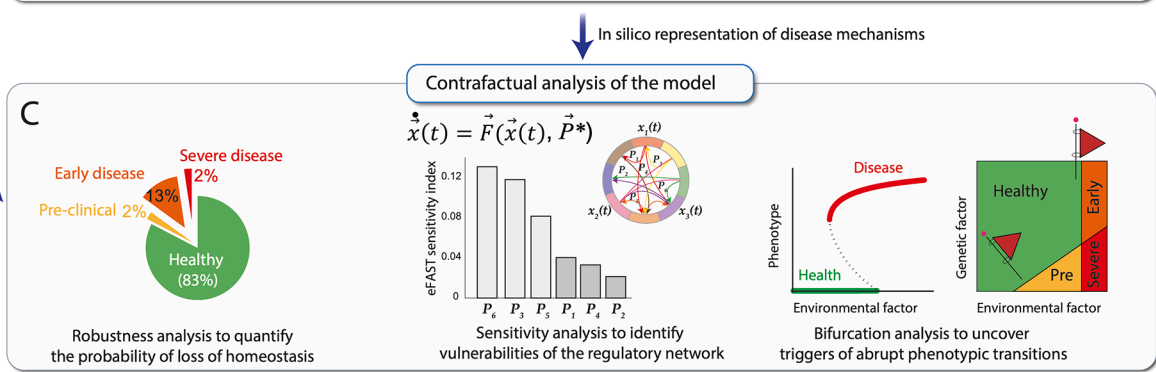 In silico representation of disease mechanisms
Contrafactual analysis of the model
C
Severe disease
2%
Early disease
13%
Pre-clinical 2%
Healthy
(83%)
Robustness analysis to quantify
the probability of loss of homeostasis
ẋ⃗(t) = F⃗(x⃗(t), P⃗*)
eFAST sensitivity index
0.12
0.08
0.04
0
P6 P3 P5 P1 P4 P2
x1(t)
x2(t)
x3(t)
P1
P3
P2
P4
Sensitivity analysis to identify
vulnerabilities of the regulatory network
Phenotype
Disease
Health
Environmental factor
Genetic factor
Healthy
Early
Pre
Severe
Environmental factor
Bifurcation analysis to uncover
triggers of abrupt phenotypic transitions